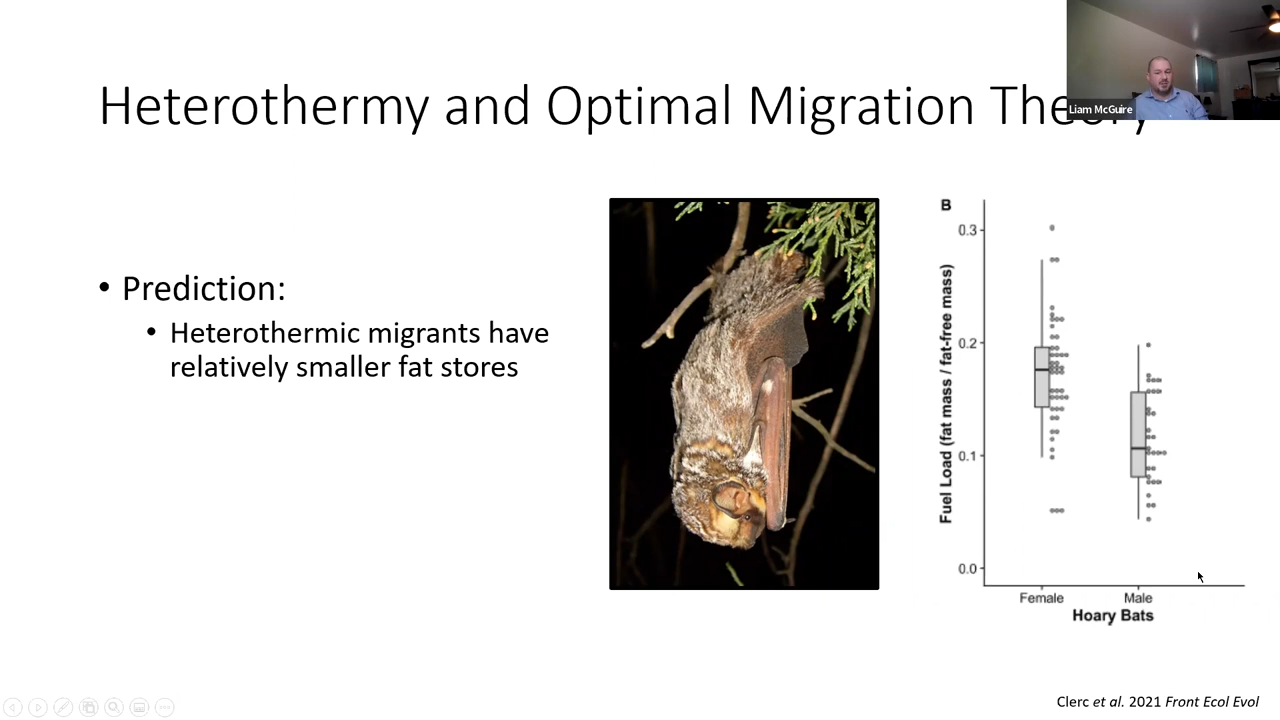 Heterothermy and Optimal Migration Theory
Liam McGuire
• Prediction:
• Heterothermic migrants have
relatively smaller fat stores
B
Fuel Load (fat mass / fat-free mass)
0.3
0.2
0.1
0.0
Female Male
Hoary Bats
Clerc et al. 2021 Front Ecol Evol